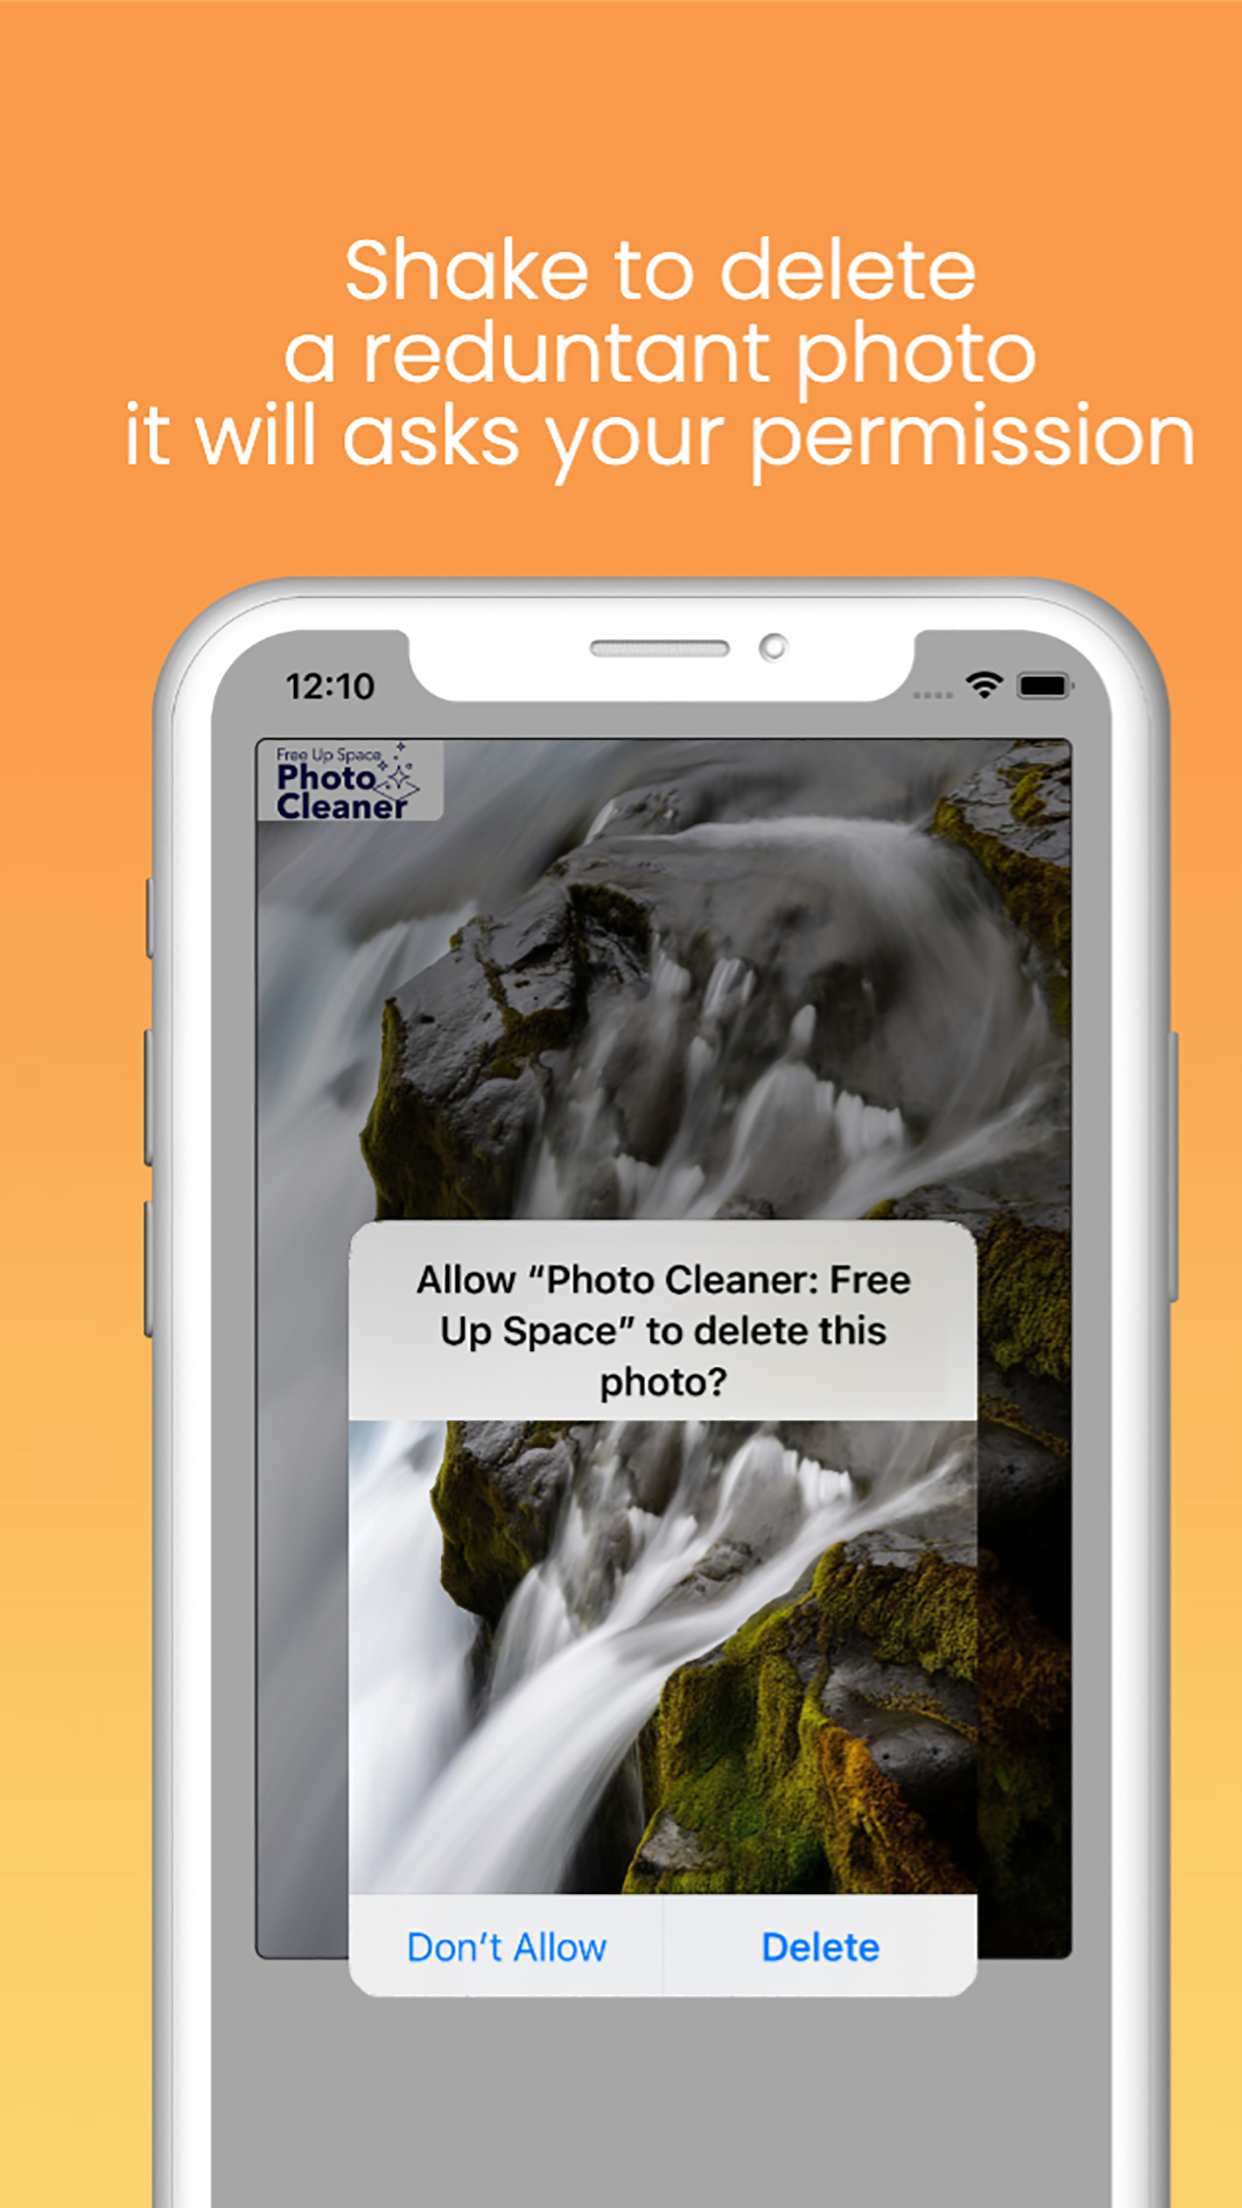 Shake to delete
a reduntant photo
it will asks your permission
12:10
Free Up Space
Photo
Cleaner
Allow “Photo Cleaner: Free
Up Space” to delete this
photo?
Don’t Allow
Delete